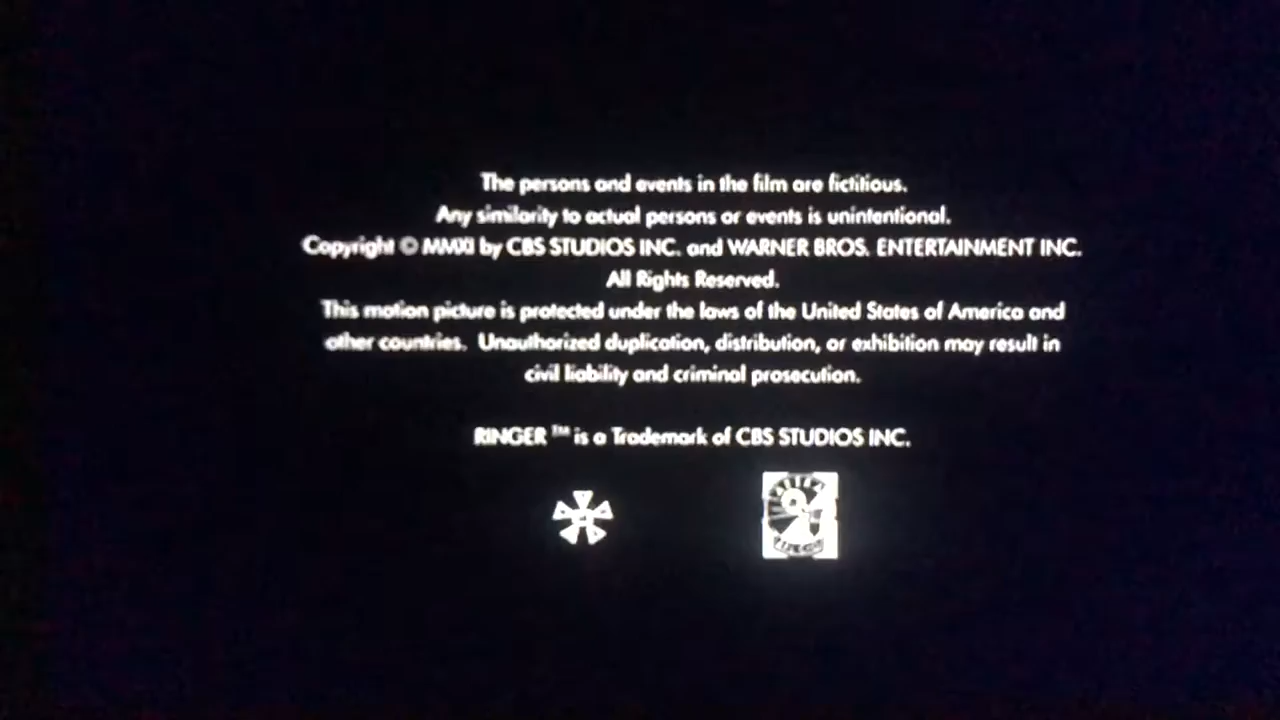 The persons and events in the film are fictitious.
Any similarity to actual persons or events is unintentional.
Copyright © MMXI by CBS STUDIOS INC. and WARNER BROS. ENTERTAINMENT INC.
All Rights Reserved.
This motion picture is protected under the laws of the United States of America and
other countries. Unauthorized duplication, distribution, or exhibition may result in
civil liability and criminal prosecution.
RINGER ™ is a Trademark of CBS STUDIOS INC.